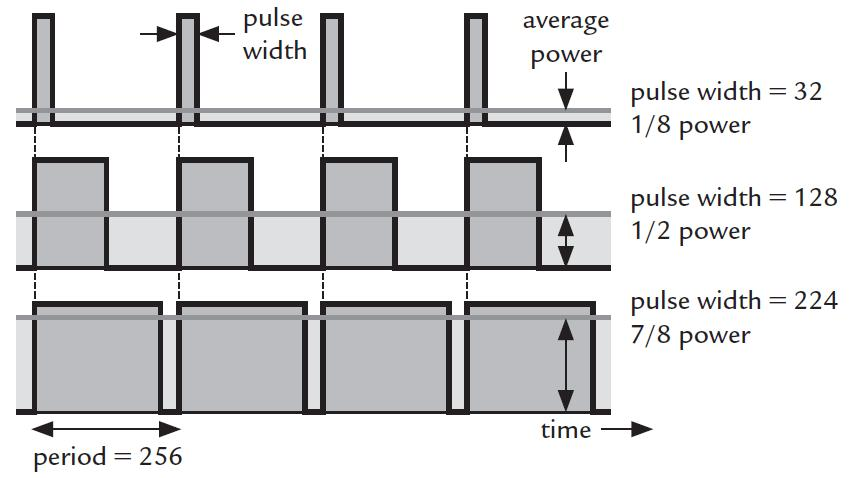 pulse
width
average
power
pulse width = 32
1/8 power
pulse width = 128
1/2 power
pulse width = 224
7/8 power
time
period = 256